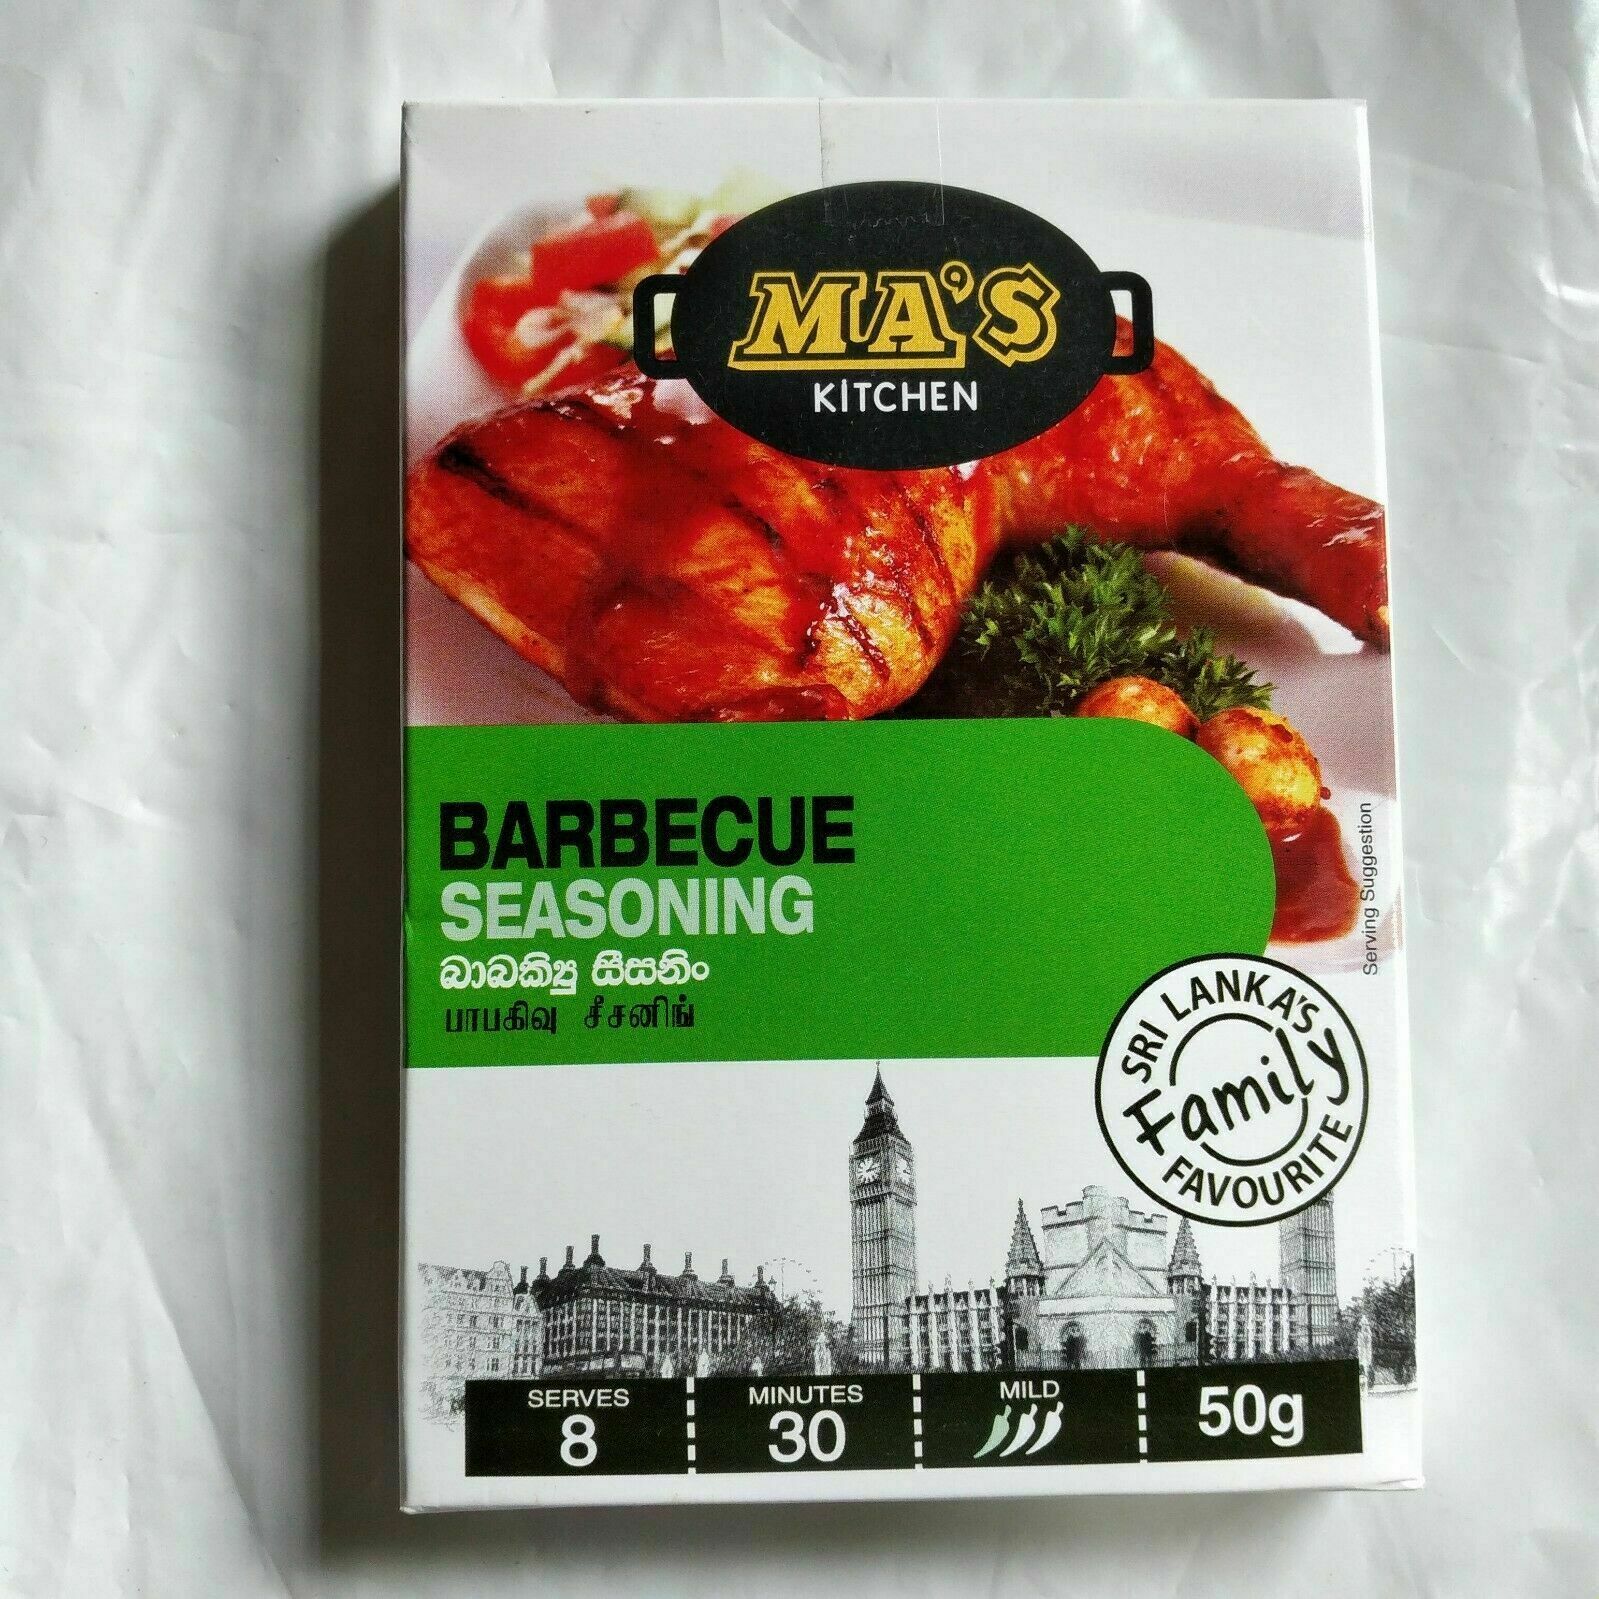 MA'S
KITCHEN
BARBECUE
SEASONING
බාබකියු සීසනිං
பாபகிவு சீசனிங்
Serving Suggestion
SRI LANKA'S
Family
FAVOURITE
SERVES
8
MINUTES
30
MILD
50g